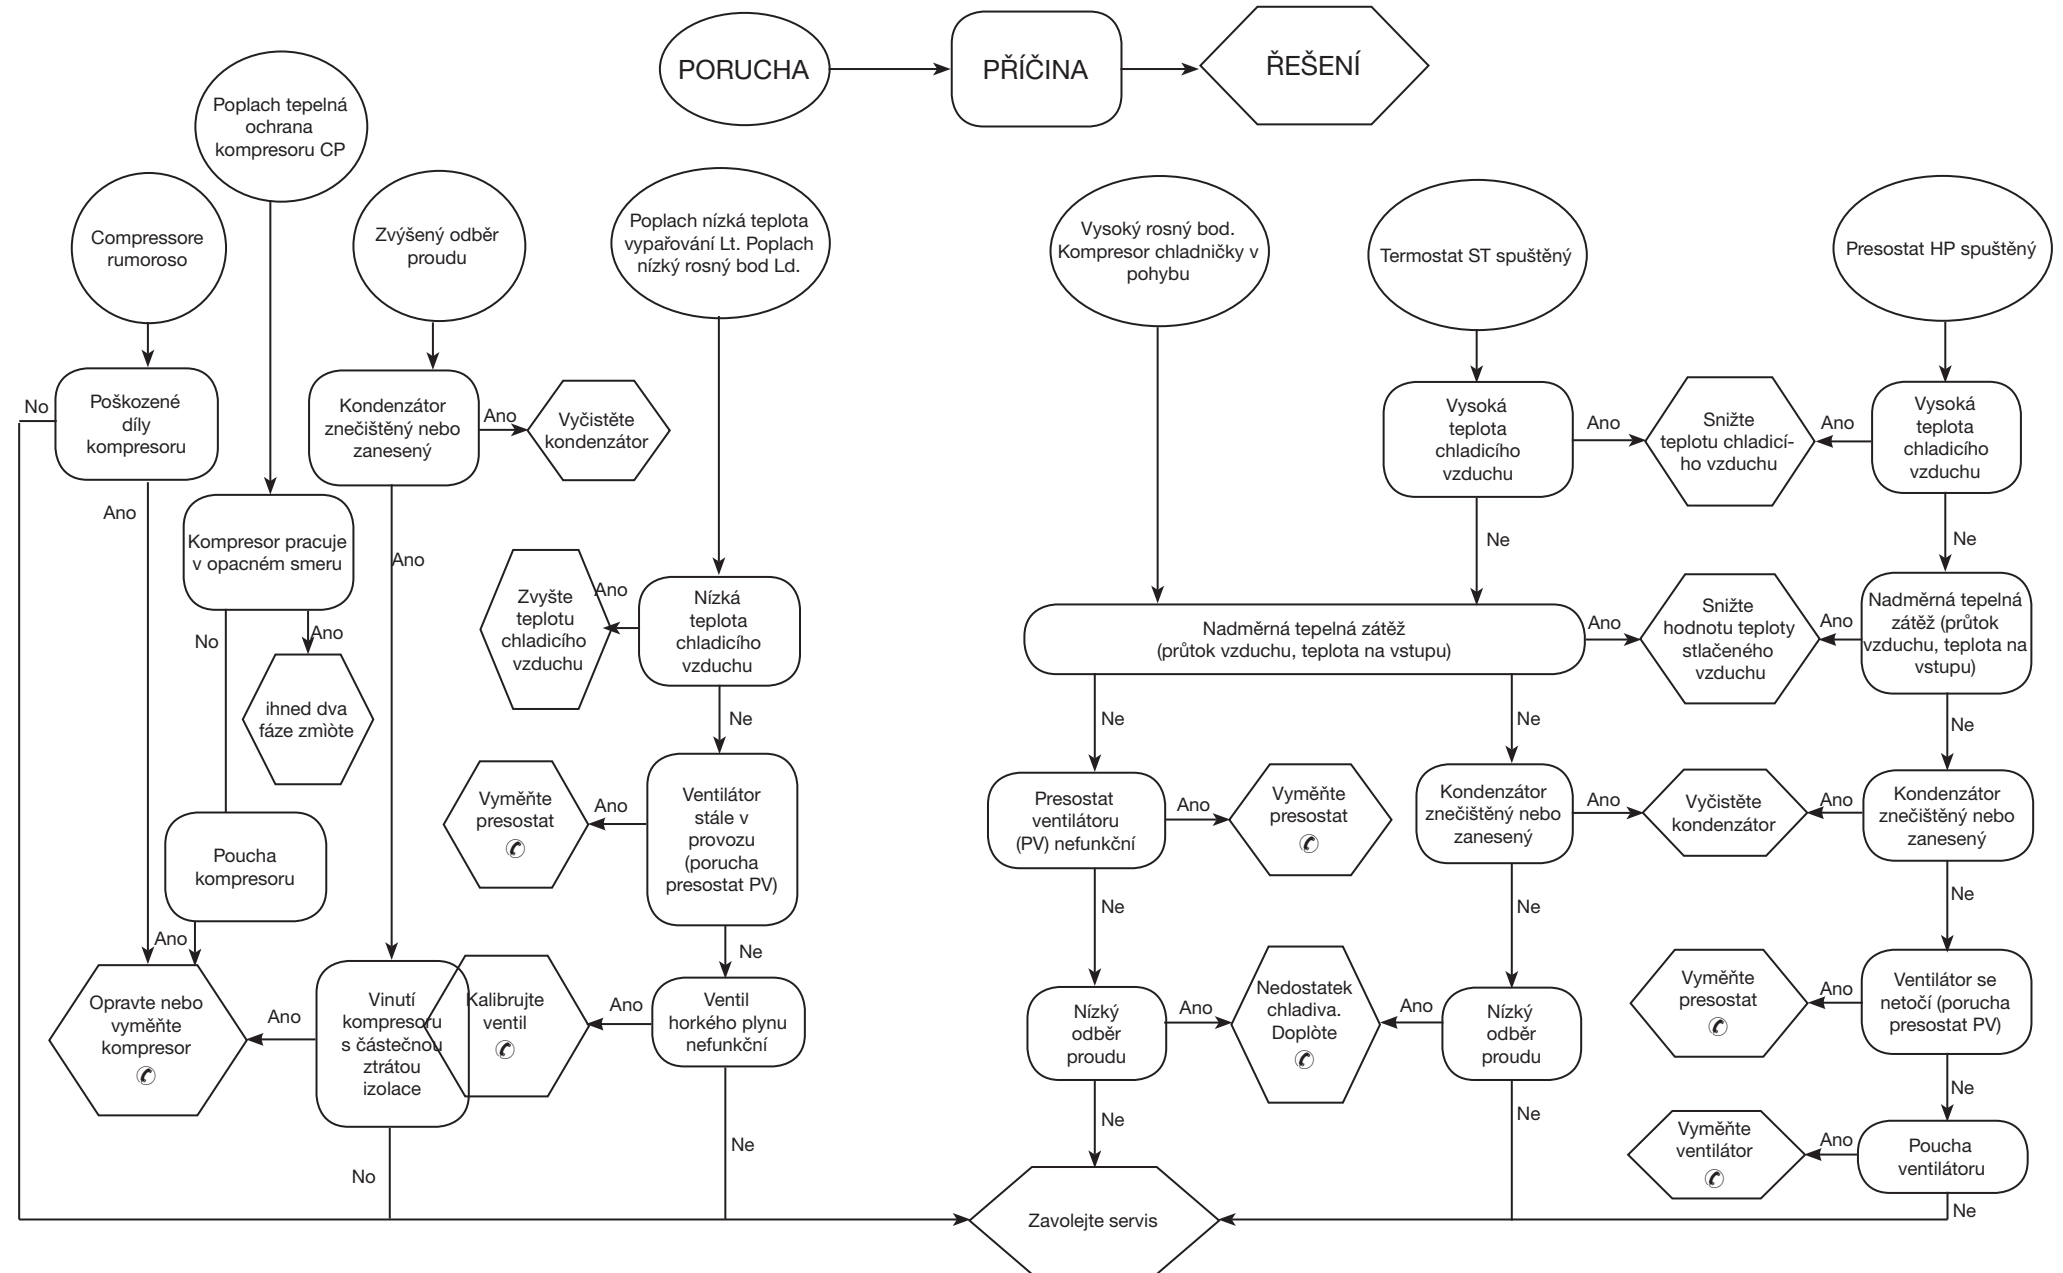 PORUCHA
PŘÍČINA
ŘEŠENÍ
Poplach tepelná
ochrana
kompresoru CP
Compressore
rumoroso
Zvýšený odběr
proudu
Poplach nízká teplota
vypařování Lt. Poplach
nízký rosný bod Ld.
Vysoký rosný bod.
Kompresor chladničky v
pohybu
Termostat ST spuštěný
Presostat HP spuštěný
No
Poškozené
díly
kompresoru
Ano
Kondenzátor
znečištěný nebo
zanesený
Ano
Vyčistěte
kondenzátor
Ano
Kompresor pracuje
v opacném smeru
No
Ano
ihned dva
fáze zmìòte
Poucha
kompresoru
Ano
Opravte nebo
vyměňte
kompresor
Ano
Vinutí
kompresoru
s částečnou
ztrátou
izolace
No
Zvyšte
teplotu
chladicího
vzduchu
Ano
Nízká
teplota
chladicího
vzduchu
Ne
Vyměňte
presostat
Ano
Ventilátor
stále v
provozu
(porucha
presostat PV)
Ne
Kalibrujte
ventil
Ano
Ventil
horkého plynu
nefunkční
Ne
Vysoká
teplota
chladicího
vzduchu
Ano
Snižte
teplotu chladicí-
ho vzduchu
Ano
Vysoká
teplota
chladicího
vzduchu
Ne
Ne
Nadměrná tepelná zátěž
(průtok vzduchu, teplota na vstupu)
Ano
Snižte
hodnotu teploty
stlačeného
vzduchu
Ano
Nadměrná tepelná
zátěž (průtok
vzduchu, teplota na
vstupu)
Ne
Ne
Ne
Presostat
ventilátoru
(PV) nefunkční
Ano
Vyměňte
presostat
Kondenzátor
znečištěný nebo
zanesený
Ano
Vyčistěte
kondenzátor
Ano
Kondenzátor
znečištěný nebo
zanesený
Ne
Ne
Ne
Nízký
odběr
proudu
Ano
Nedostatek
chladiva.
Doplòte
Ano
Nízký
odběr
proudu
Vyměňte
presostat
Ano
Ventilátor se
netočí (porucha
presostat PV)
Ne
Ne
Ne
Vyměňte
ventilátor
Ano
Poucha
ventilátoru
Ne
Zavolejte servis